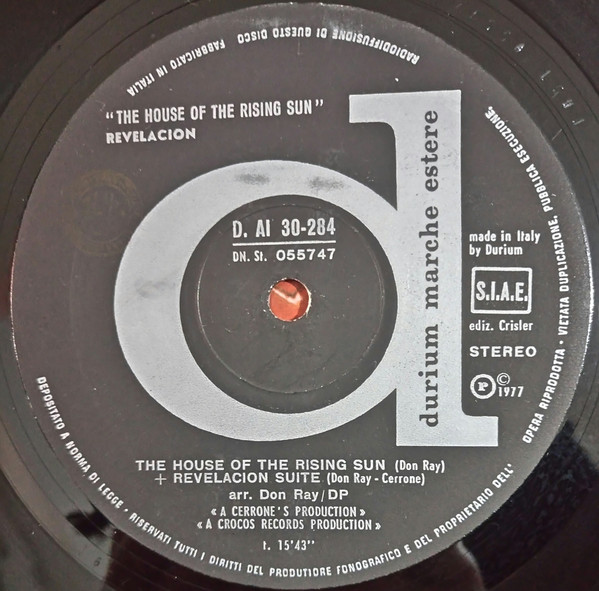 RADIODIFFUSIONE DI QUESTO DISCO FABBRICATO IN ITALIA
"THE HOUSE OF THE RISING SUN"
REVELACION
D. AI 30-284
DN. St. 055747
durium marche estere
made in Italy
by Durium
S.I.A.E.
ediz. Crisler
STEREO
P © 1977
THE HOUSE OF THE RISING SUN (Don Ray)
+ REVELACION SUITE (Don Ray - Cerrone)
arr. Don Ray/DP
« A CERRONE'S PRODUCTION »
« A CROCOS RECORDS PRODUCTION »
t. 15'43"
DEPOSITATO A NORMA DI LEGGE • RISERVATI TUTTI I DIRITTI DEL PRODUTTORE FONOGRAFICO E DEL PROPRIETARIO DELL' OPERA RIPRODOTTA • VIETATA DUPLICAZIONE, PUBBLICA ESECUZIONE,